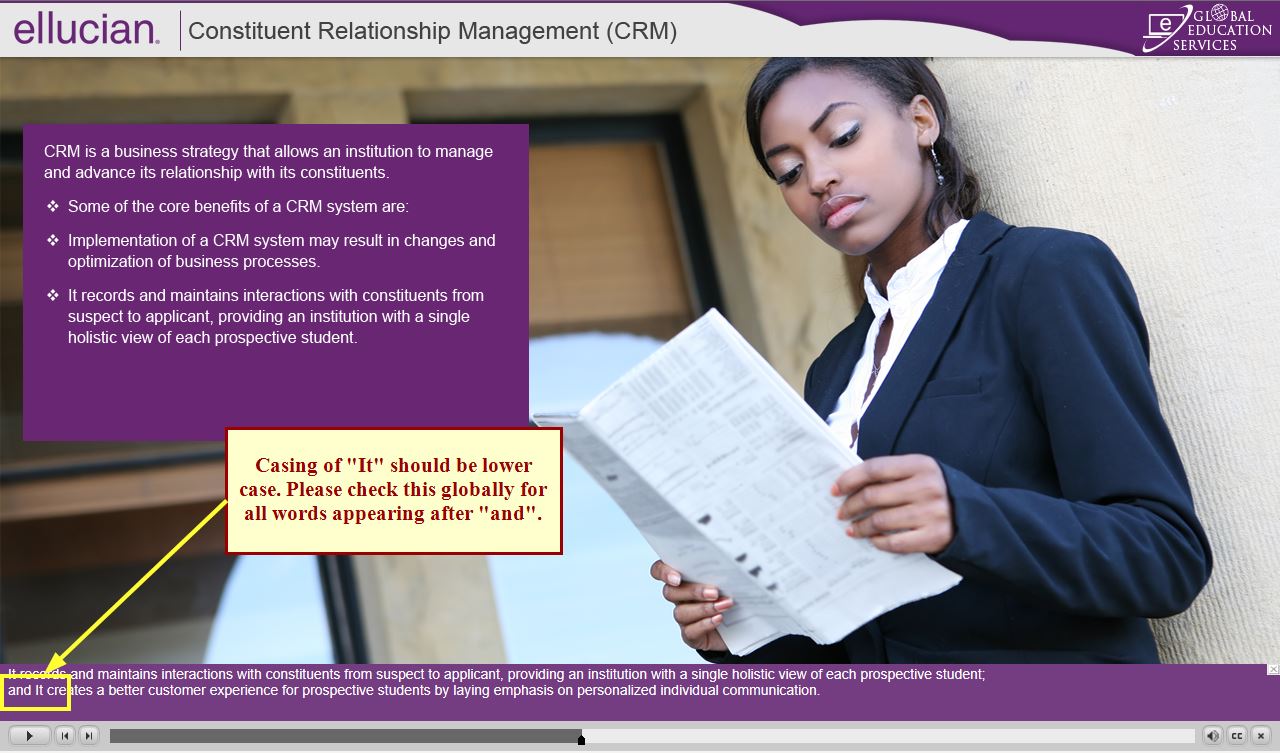 ellucian.
Constituent Relationship Management (CRM)
e
GLOBAL
EDUCATION
SERVICES
CRM is a business strategy that allows an institution to manage
and advance its relationship with its constituents.
❖ Some of the core benefits of a CRM system are:
❖ Implementation of a CRM system may result in changes and
optimization of business processes.
❖ It records and maintains interactions with constituents from
suspect to applicant, providing an institution with a single
holistic view of each prospective student.
Casing of "It" should be lower
case. Please check this globally for
all words appearing after "and".
It records and maintains interactions with constituents from suspect to applicant, providing an institution with a single holistic view of each prospective student;
and It creates a better customer experience for prospective students by laying emphasis on personalized individual communication.
CC